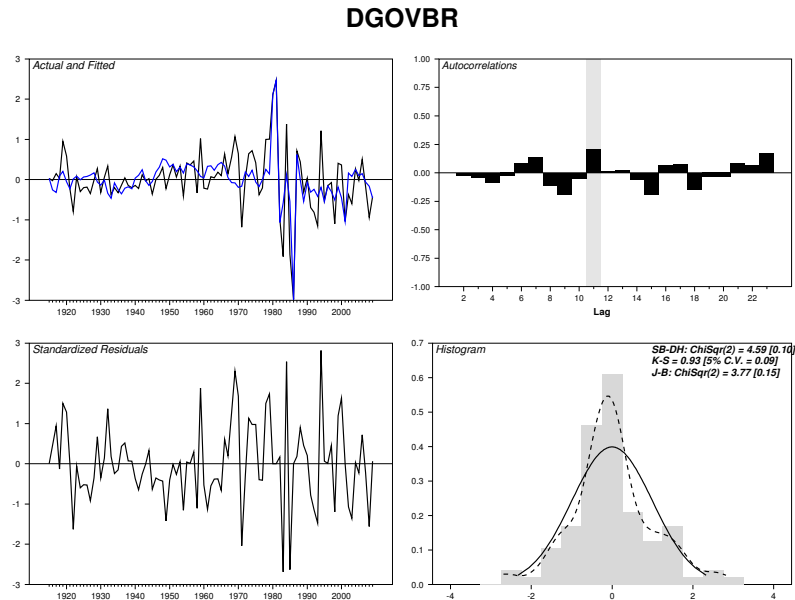 DGOVBR
Actual and Fitted
3
2
1
0
-1
-2
-3
1920 1930 1940 1950 1960 1970 1980 1990 2000
Autocorrelations
1.00
0.75
0.50
0.25
0.00
-0.25
-0.50
-0.75
-1.00
2 4 6 8 10 12 14 16 18 20 22
Lag
Standardized Residuals
3
2
1
0
-1
-2
-3
1920 1930 1940 1950 1960 1970 1980 1990 2000
Histogram
SB-DH: ChiSqr(2) = 4.59 [0.10]
K-S = 0.93 [5% C.V. = 0.09]
J-B: ChiSqr(2) = 3.77 [0.15]
0.7
0.6
0.5
0.4
0.3
0.2
0.1
0.0
-4 -2 0 2 4